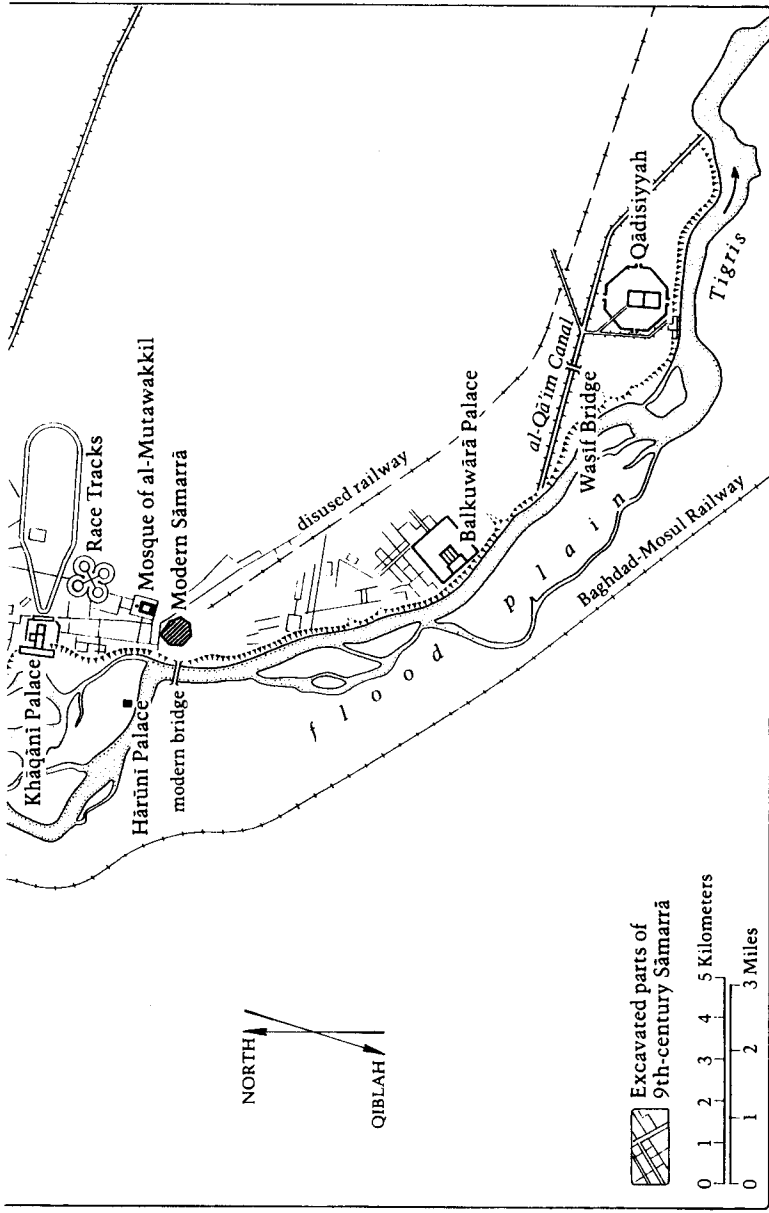 Khāqānī Palace
Race Tracks
Mosque of al-Mutawakkil
Modern Sāmarrā
Hārūnī Palace
modern bridge
disused railway
Balkuwārā Palace
al-Qā'im Canal
Qādisiyyah
Wasif Bridge
Tigris
flood plain
Baghdad-Mosul Railway
NORTH
QIBLAH
Excavated parts of
9th-century Sāmarrā
0 1 2 3 4 5 Kilometers
0 1 2 3 Miles